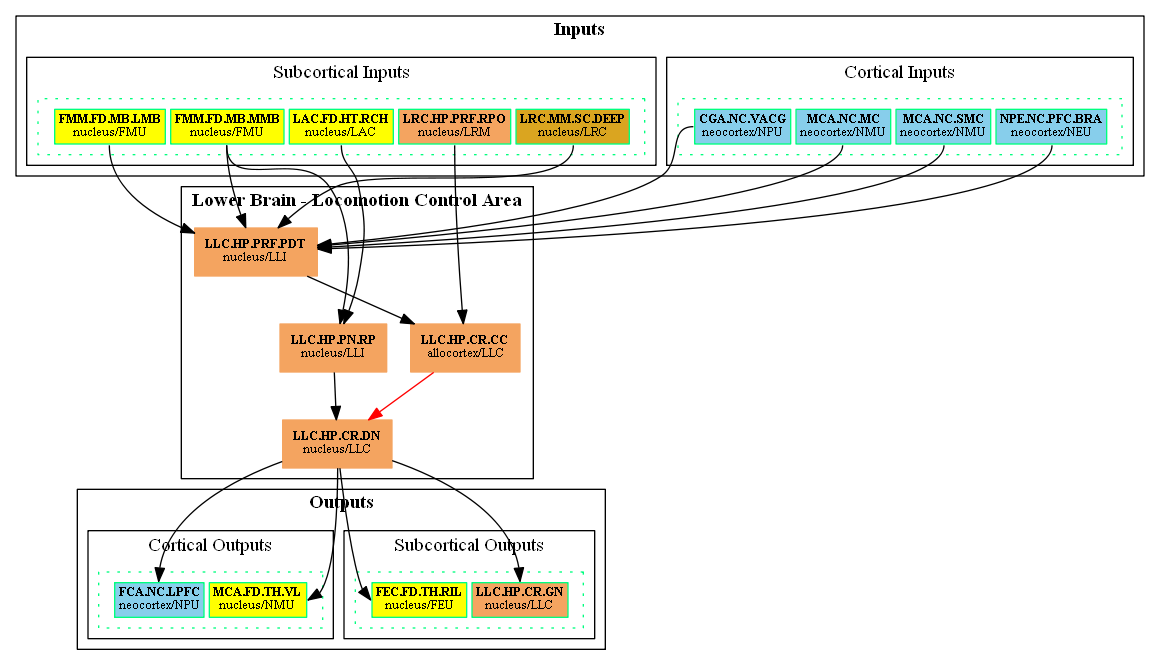 Inputs
Subcortical Inputs
Cortical Inputs
FMM.FD.MB.LMB
nucleus/FMU
FMM.FD.MB.MMB
nucleus/FMU
LAC.FD.HT.RCH
nucleus/LAC
LRC.HP.PRF.RPO
nucleus/LRM
LRC.MM.SC.DEEP
nucleus/LRC
CGA.NC.VACG
neocortex/NPU
MCA.NC.MC
neocortex/NMU
MCA.NC.SMC
neocortex/NMU
NPE.NC.PFC.BRA
neocortex/NEU
Lower Brain - Locomotion Control Area
LLC.HP.PRF.PDT
nucleus/LLI
LLC.HP.PN.RP
nucleus/LLI
LLC.HP.CR.CC
allocortex/LLC
LLC.HP.CR.DN
nucleus/LLC
Outputs
Cortical Outputs
Subcortical Outputs
FCA.NC.LPFC
neocortex/NPU
MCA.FD.TH.VL
nucleus/NMU
FEC.FD.TH.RIL
nucleus/FEU
LLC.HP.CR.GN
nucleus/LLC